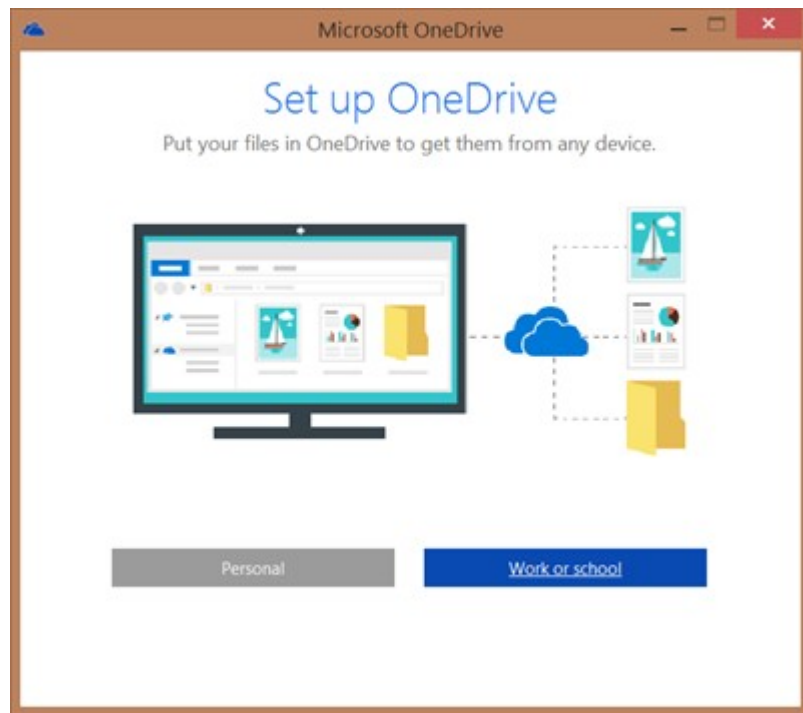 Microsoft OneDrive
Set up OneDrive
Put your files in OneDrive to get them from any device.
Personal
Work or school